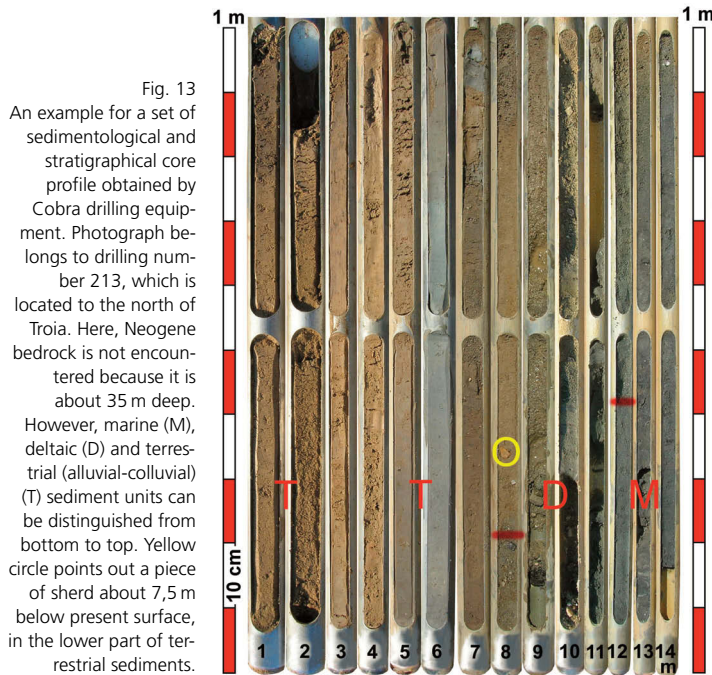 Fig. 13
An example for a set of
sedimentological and
stratigraphical core
profile obtained by
Cobra drilling equip-
ment. Photograph be-
longs to drilling num-
ber 213, which is
located to the north of
Troia. Here, Neogene
bedrock is not encoun-
tered because it is
about 35 m deep.
However, marine (M),
deltaic (D) and terres-
trial (alluvial-colluvial)
(T) sediment units can
be distinguished from
bottom to top. Yellow
circle points out a piece
of sherd about 7,5 m
below present surface,
in the lower part of ter-
restrial sediments.
1 m
1 m
T T D M
10 cm
1 2 3 4 5 6 7 8 9 10 11 12 13 14
m